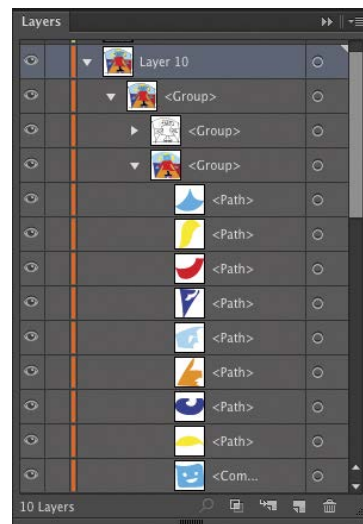 Layers
Layer 10
<Group>
<Group>
<Group>
<Path>
<Path>
<Path>
<Path>
<Path>
<Path>
<Path>
<Path>
<Com...
10 Layers